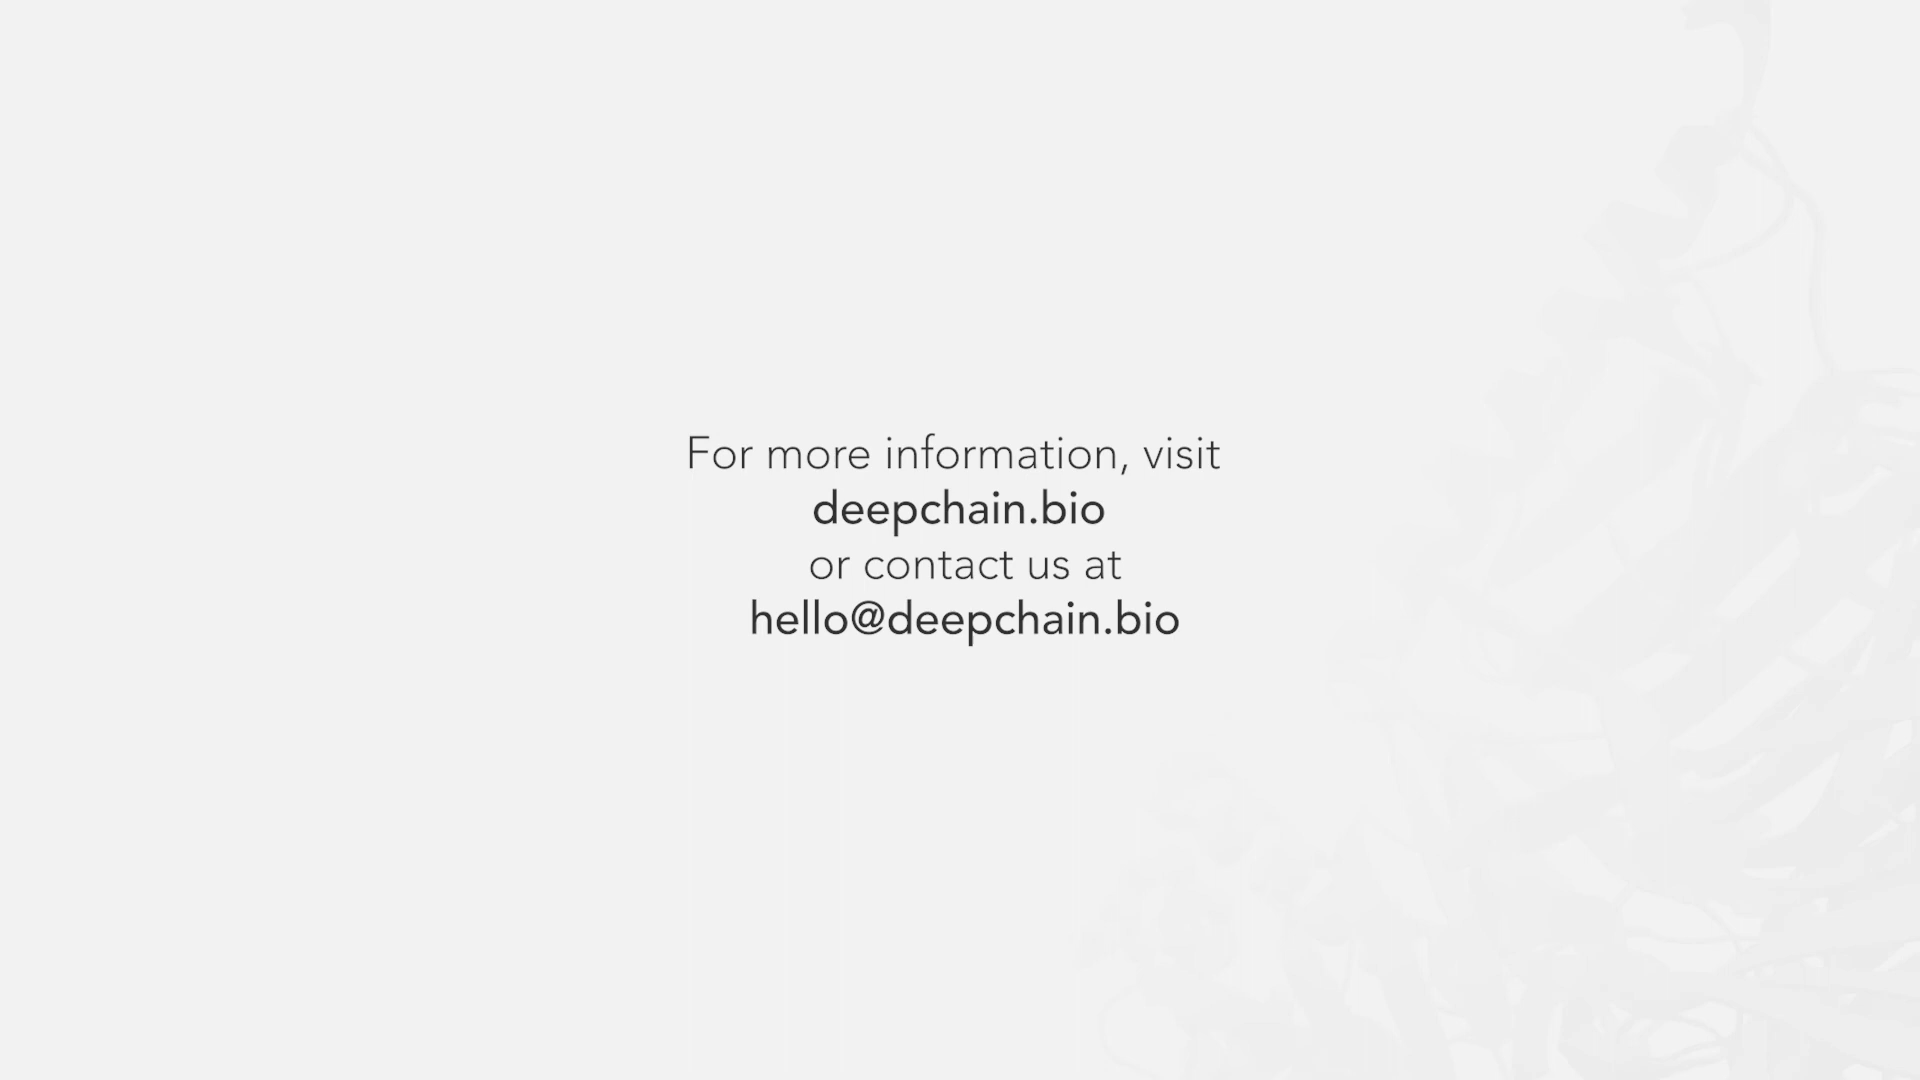 For more information, visit
deepchain.bio
or contact us at
hello@deepchain.bio